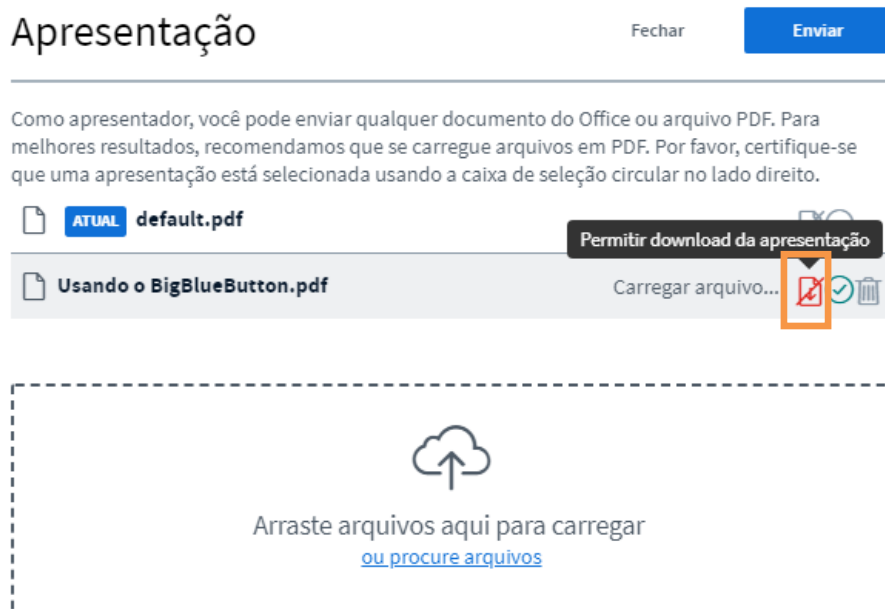 Apresentação
Fechar
Enviar
Como apresentador, você pode enviar qualquer documento do Office ou arquivo PDF. Para
melhores resultados, recomendamos que se carregue arquivos em PDF. Por favor, certifique-se
que uma apresentação está selecionada usando a caixa de seleção circular no lado direito.
ATUAL default.pdf
Permitir download da apresentação
Usando o BigBlueButton.pdf
Carregar arquivo...
Arraste arquivos aqui para carregar
ou procure arquivos